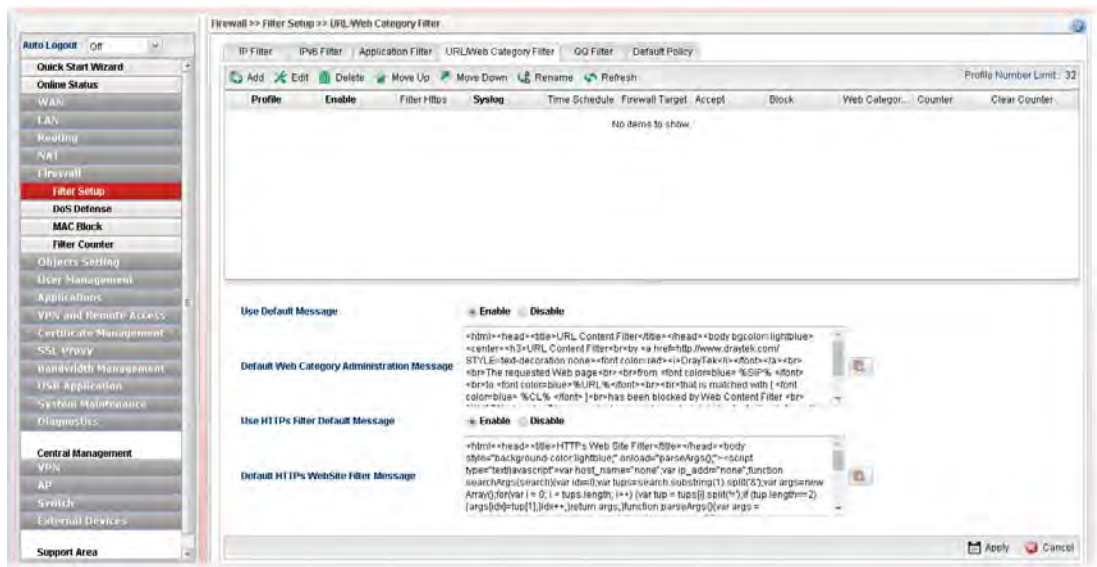 Firewall >> Filter Setup >> URL/Web Category Filter
Auto Logout Off
Quick Start Wizard
Online Status
WAN
LAN
Routing
NAT
Firewall
Filter Setup
DoS Defense
MAC Block
Filter Counter
Objects Setting
User Management
Applications
VPN and Remote Access
Certificate Management
SSL Proxy
Bandwidth Management
USB Application
System Maintenance
Diagnostics
Central Management
VPN
AP
Switch
External Devices
Support Area
IP Filter IPv6 Filter Application Filter URL/Web Category Filter QQ Filter Default Policy
Add Edit Delete Move Up Move Down Rename Refresh Profile Number Limit : 32
Profile Enable Filter Https Syslog Time Schedule Firewall Target Accept Block Web Categor... Counter Clear Counter
No items to show.
Use Default Message Enable Disable
Default Web Category Administration Message
<html><head><title>URL Content Filter</title></head><body bgcolor=lightblue>
<center><h3>URL Content Filter<br>by <a href=http://www.draytek.com/
STYLE=text-decoration:none><font color=red><i>DrayTek</i></font></a><br>
<br>The requested Web page<br><br>from <font color=blue> %SIP% </font>
<br>to <font color=blue> %URL% </font><br><br>that is matched with [ <font
color=blue> %CL% </font> ]<br>has been blocked by Web Content Filter <br>
Use HTTPs Filter Default Message Enable Disable
Default HTTPs WebSite Filter Message
<html><head><title>HTTPs Web Site Filter</title></head><body
style="background-color:lightblue;" onload="parseArgs();"><script
type="text/javascript">var host_name="none",var ip_addr="none",function
searchArgs(search){var idx=0;var tups=search.substring(1).split('&');var args=new
Array();for(var i = 0; i < tups.length; i++) {var tup = tups[i].split('=');if (tup.length==2)
{args[idx]=tup[1];}idx++;}return args;}function parseArgs(){var args =
Apply Cancel